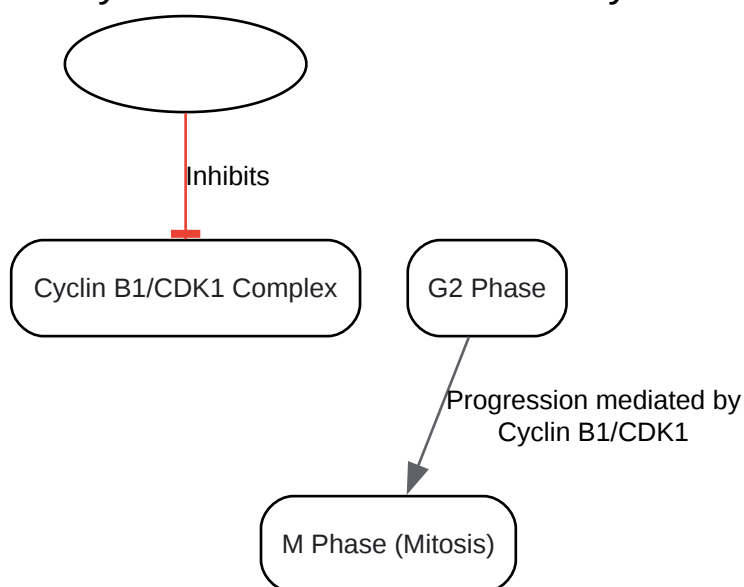 Inhibits
Cyclin B1/CDK1 Complex
G2 Phase
Progression mediated by
Cyclin B1/CDK1
M Phase (Mitosis)